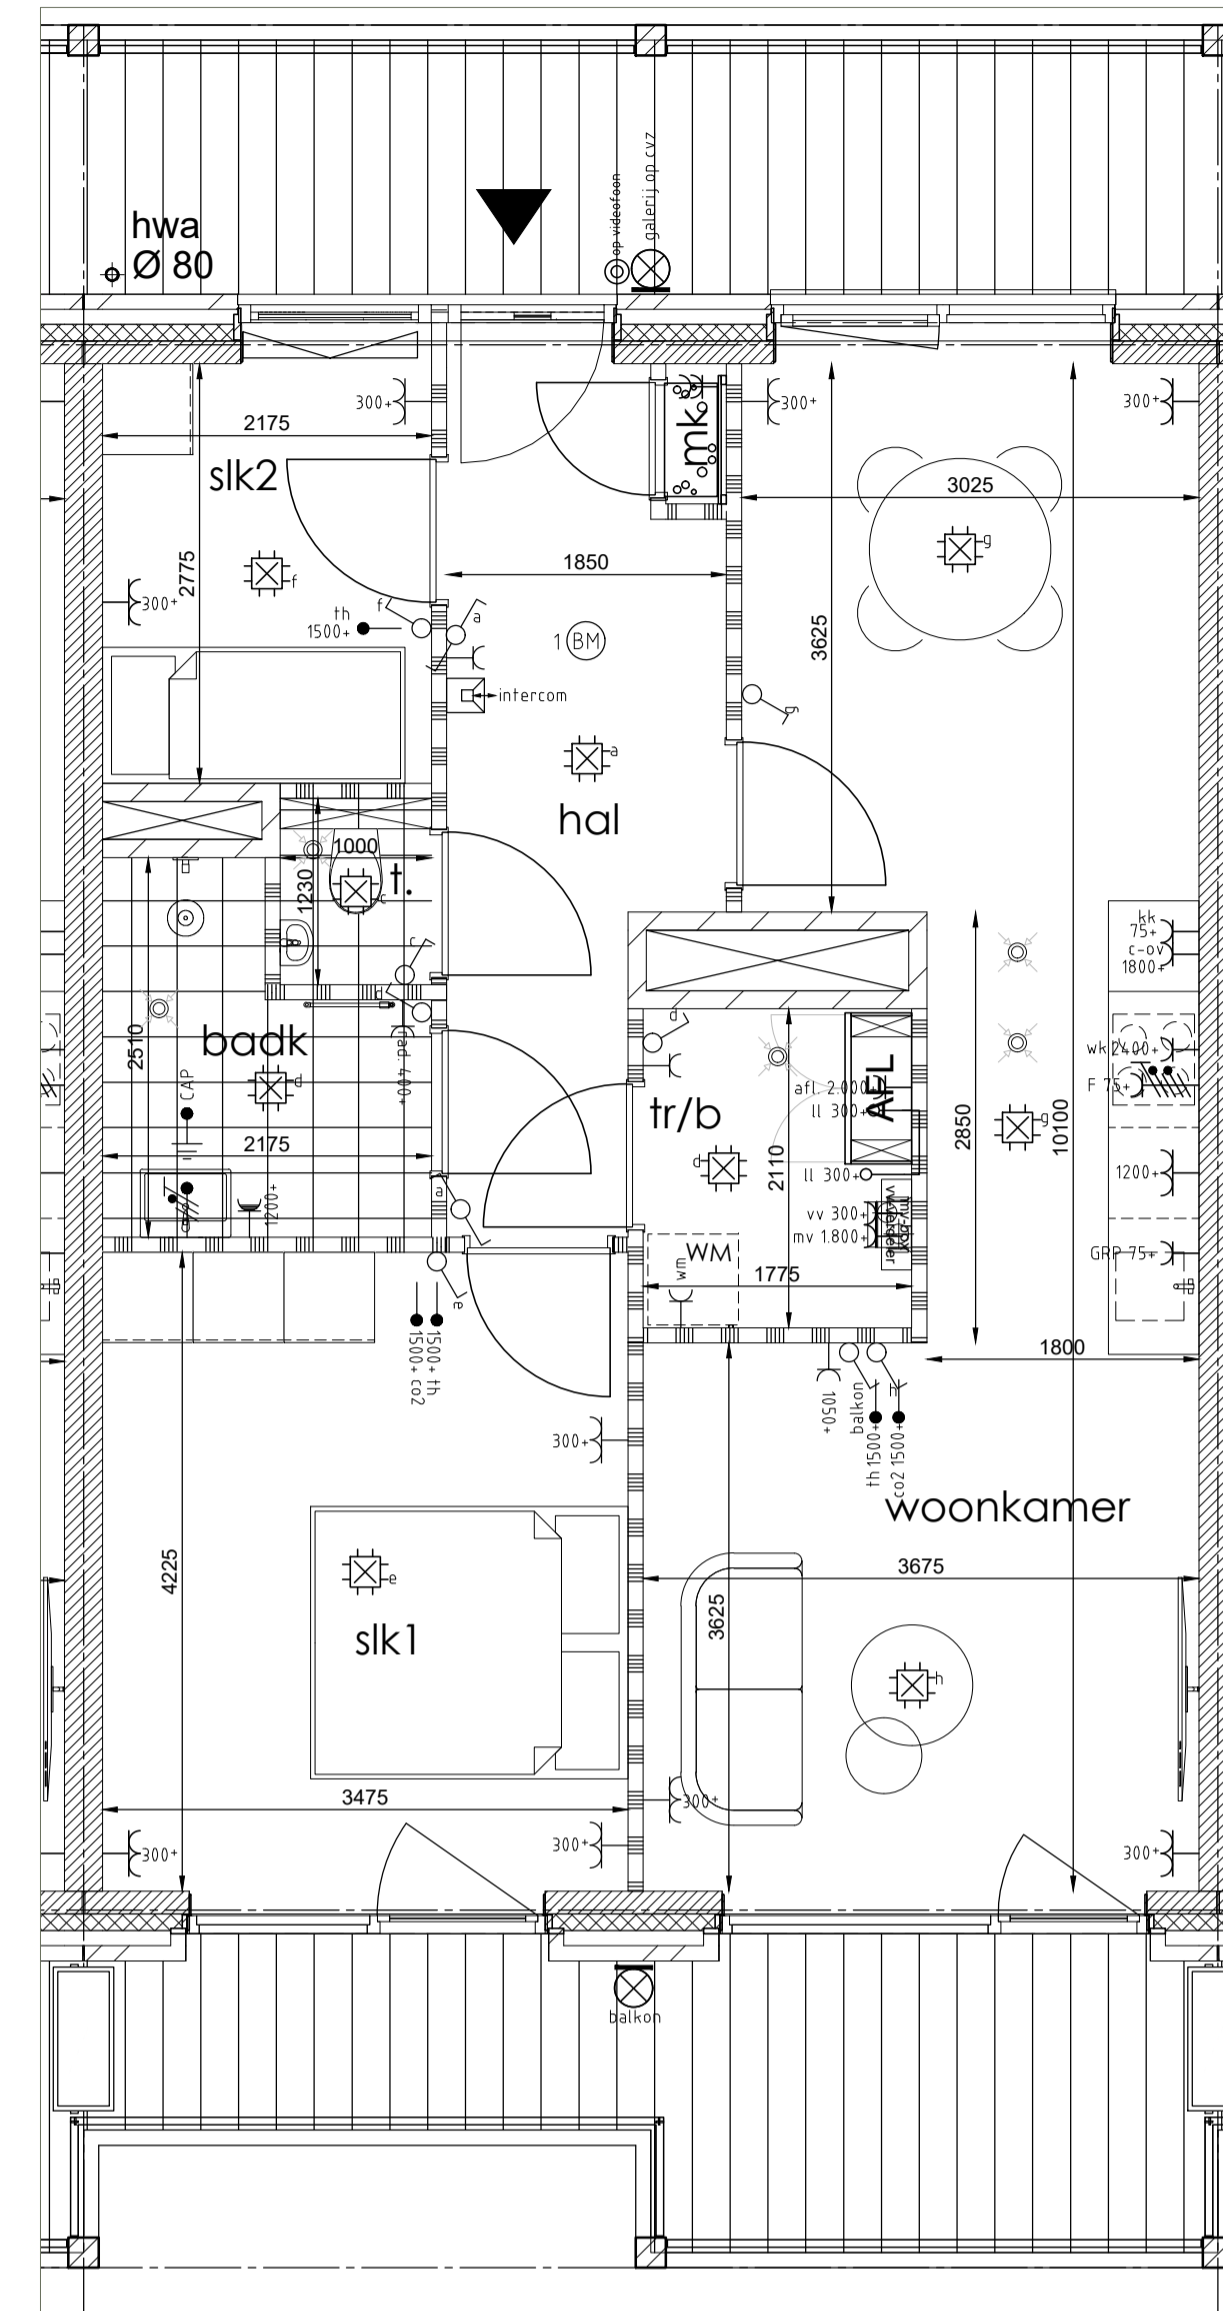 op videofoon
galerij op cvz
hwa
Ø 80
300+
mk
300+
300+
2175
slk2
3025
g
2775
1850
f
300+
th
1500+
f
a
1 BM
3625
intercom
g
a
hal
1000
t.
1230
c
kk
75+
c-ov
1800+
c
d
2510
badk
rad. 400+
d
wk 2400+
F 75+
CAP
d
afl. 2.000+
AFL
ll 300+
tr/b
2850
10100
g
2175
d
2110
ll 300+
1200+
1200+
a
vv 300+
mv 1.800+
mv-box
GRP 75+
WM
wm
1775
e
1800
1500+ co2
1500+ th
1050+
balkon
h
th 1500+
co2 1500+
300+
woonkamer
4225
e
3675
slk1
3625
h
3475
300+
300+
300+
300+
balkon